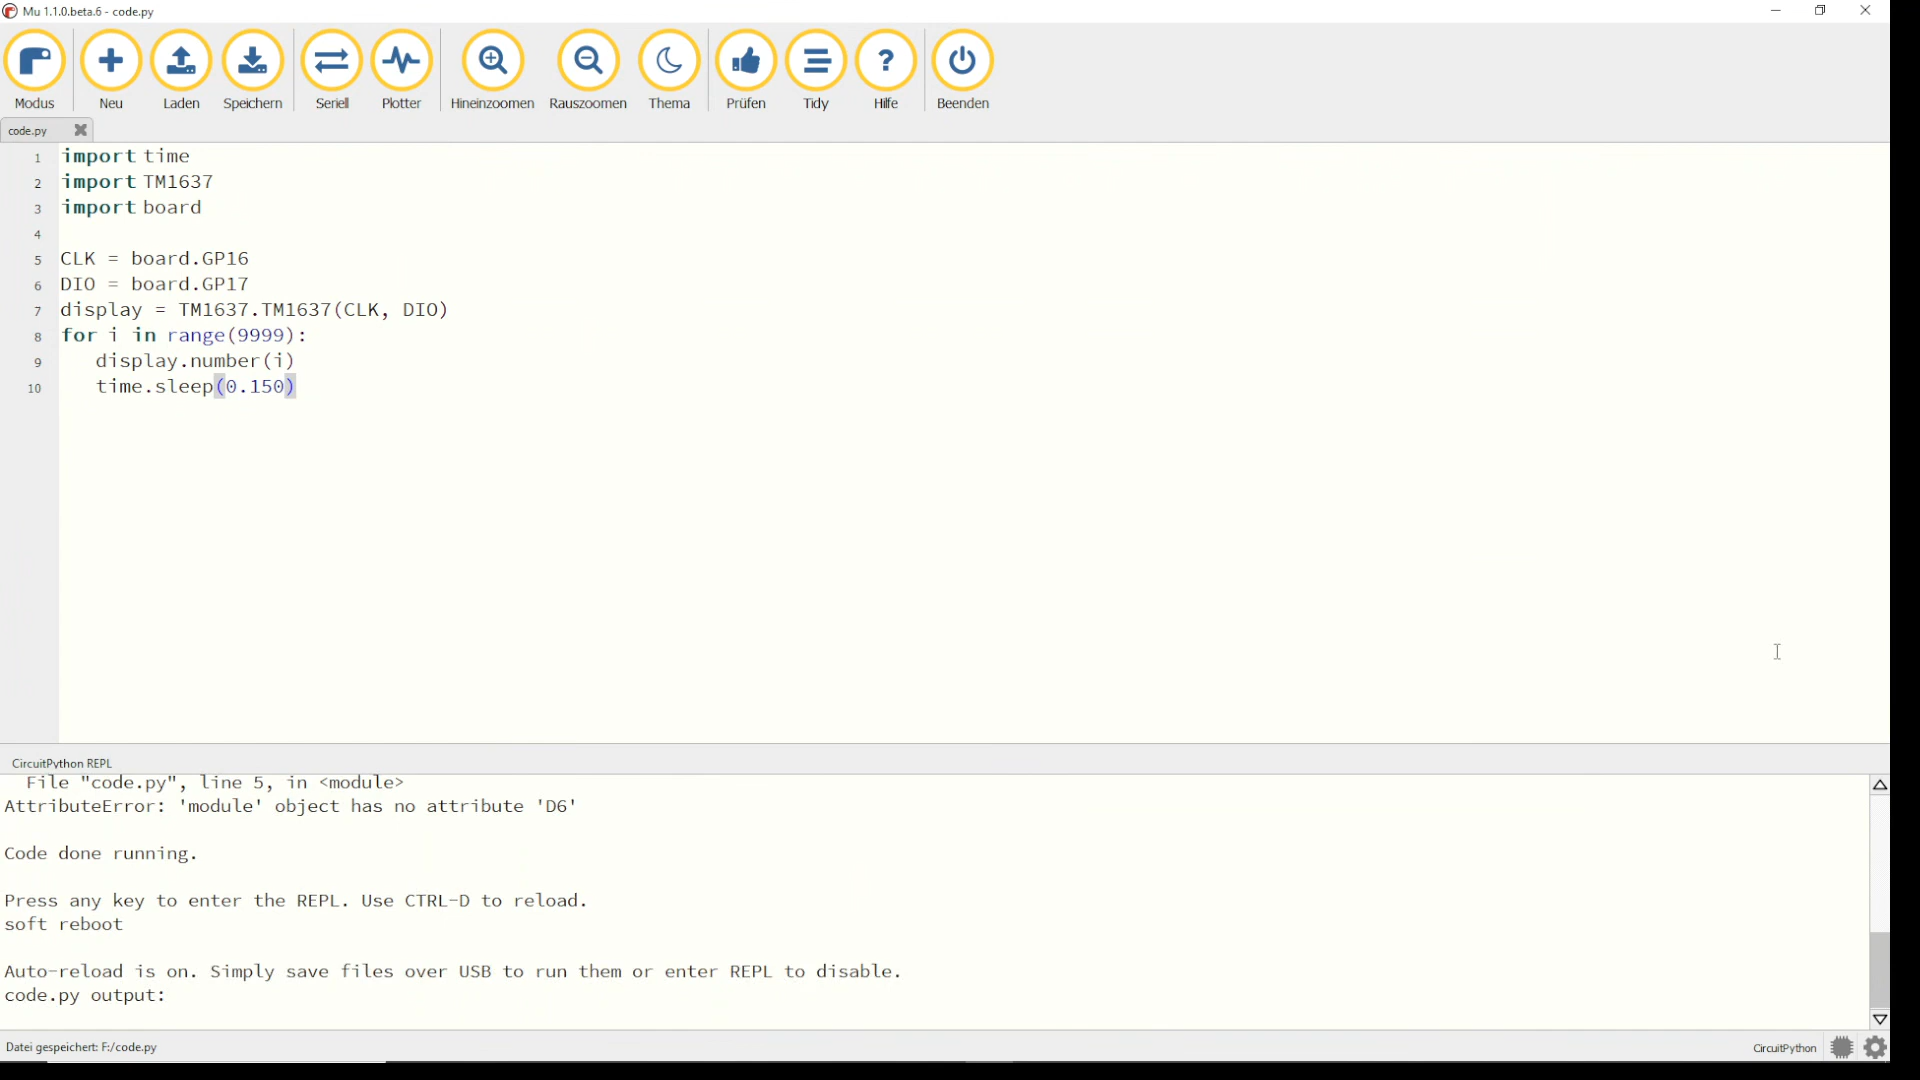 Mu 1.1.0.beta.6 - code.py
Modus Neu Laden Speichern Seriell Plotter Hineinzoomen Rauszoomen Thema Prüfen Tidy Hilfe Beenden
code.py
1 import time
2 import TM1637
3 import board
4
5 CLK = board.GP16
6 DIO = board.GP17
7 display = TM1637.TM1637(CLK, DIO)
8 for i in range(9999):
9 display.number(i)
10 time.sleep(0.150)
CircuitPython REPL
File "code.py", line 5, in <module>
AttributeError: 'module' object has no attribute 'D6'
Code done running.
Press any key to enter the REPL. Use CTRL-D to reload.
soft reboot
Auto-reload is on. Simply save files over USB to run them or enter REPL to disable.
code.py output:
Datei gespeichert: F:/code.py
CircuitPython